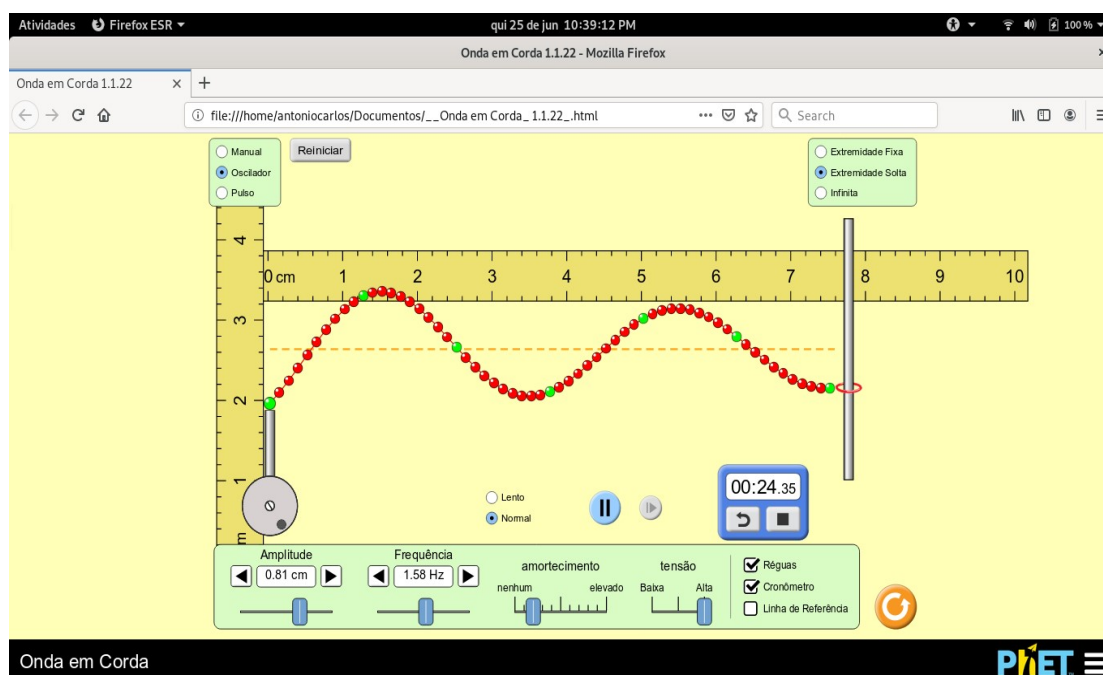 Atividades Firefox ESR qui 25 de jun 10:39:12 PM 100 %
Onda em Corda 1.1.22 - Mozilla Firefox
Onda em Corda 1.1.22
file:///home/antoniocarlos/Documentos/__Onda em Corda_ 1.1.22_.html Search
Manual
Oscilador
Pulso
Reiniciar
Extremidade Fixa
Extremidade Solta
Infinita
4
3
2
1
0 cm 1 2 3 4 5 6 7 8 9 10
Lento
Normal
00:24.35
Amplitude
0.81 cm
Frequência
1.58 Hz
amortecimento
nenhum elevado
tensão
Baixa Alta
Réguas
Cronômetro
Linha de Referência
Onda em Corda PhET